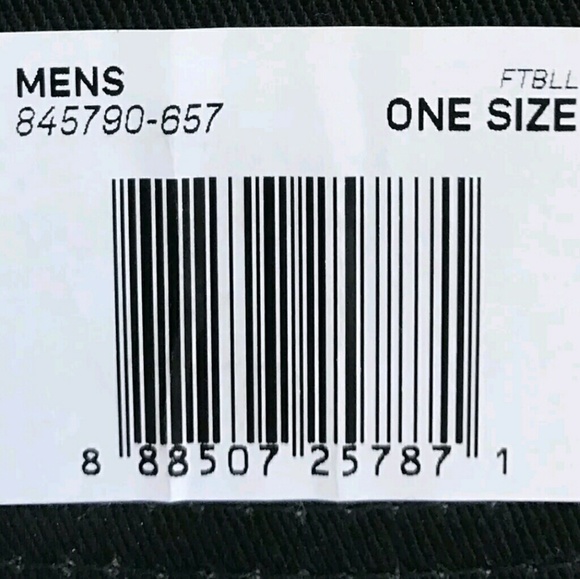 MENS
FTBLL
845790-657
ONE SIZE
8 88507 25787 1